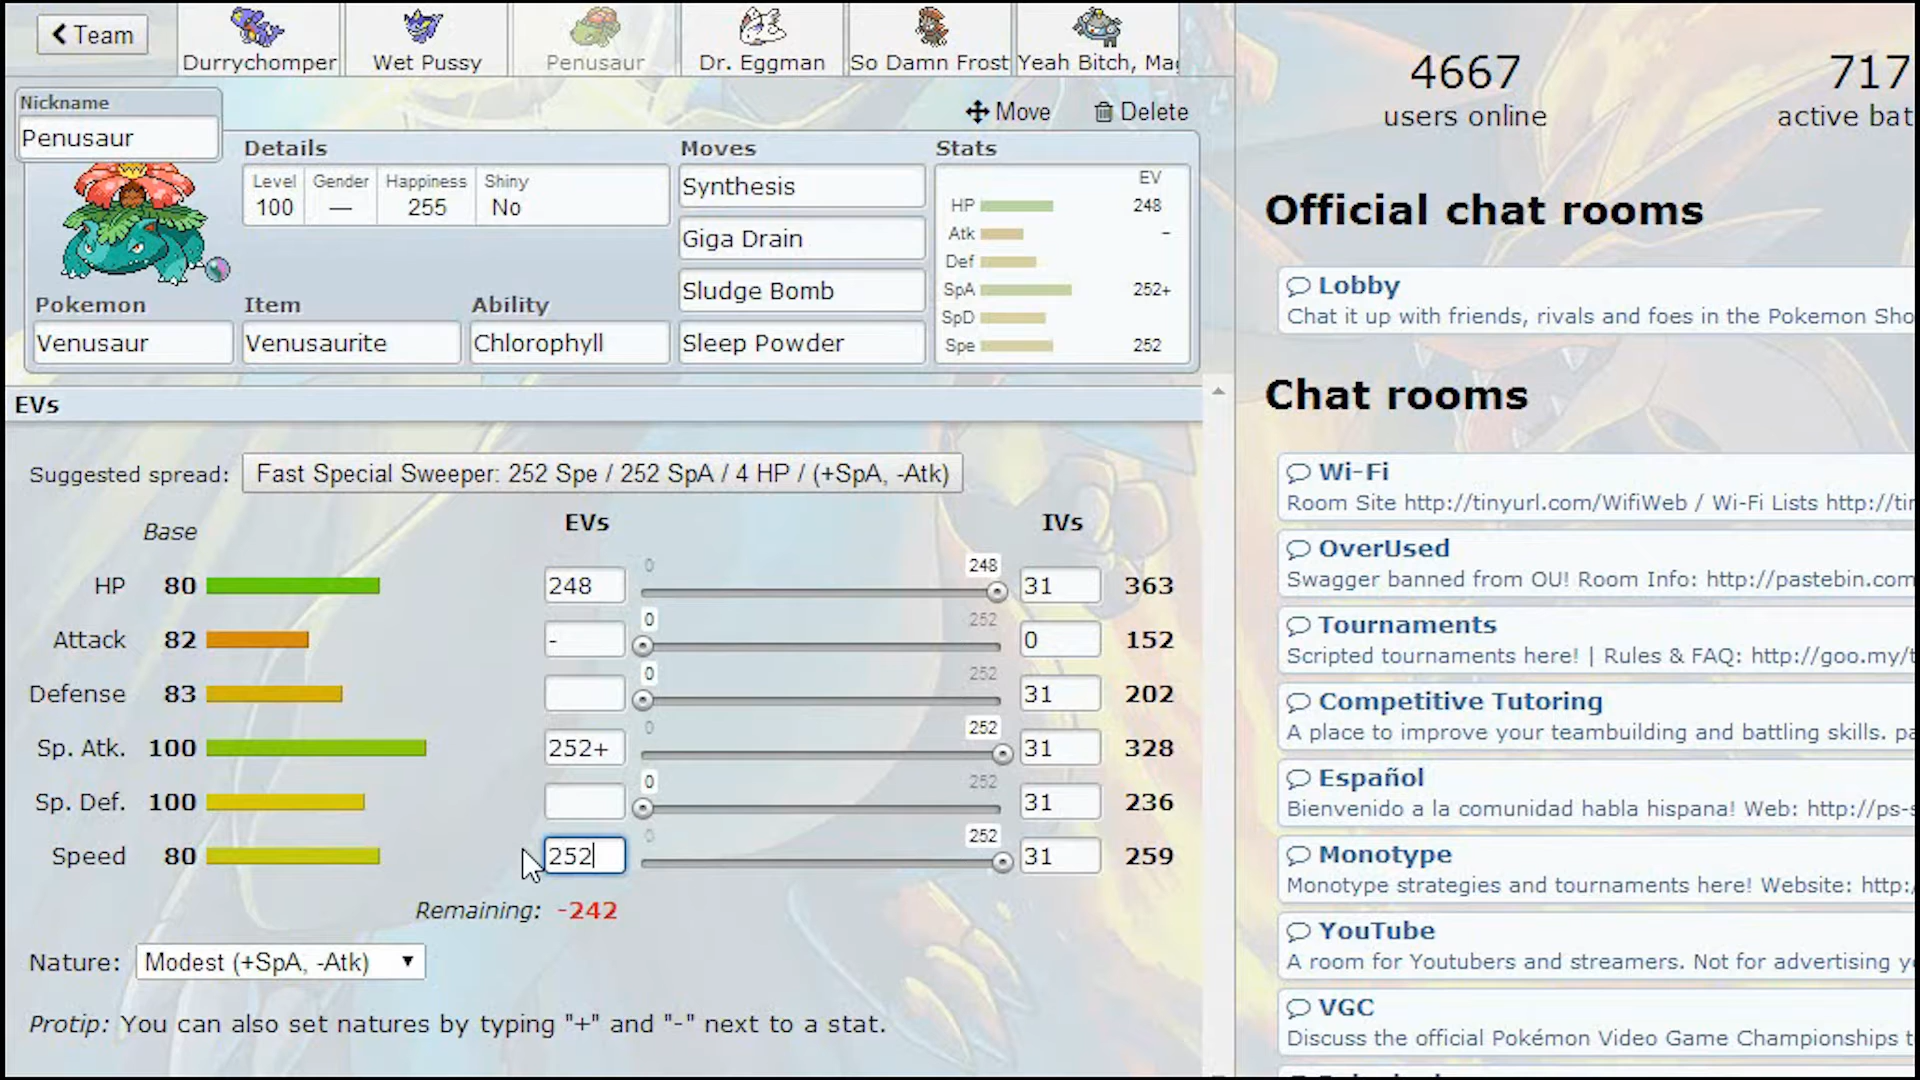 Team
Durrychomper
Wet Pussy
Penusaur
Dr. Eggman
So Damn Frost
Yeah Bitch, Ma
4667
users online
717
active bat
Nickname
Penusaur
Move
Delete
Details
Level
100
Gender
—
Happiness
255
Shiny
No
Moves
Synthesis
Giga Drain
Sludge Bomb
Sleep Powder
Stats
EV
HP 248
Atk -
Def
SpA 252+
SpD
Spe 252
Pokemon
Venusaur
Item
Venusaurite
Ability
Chlorophyll
EVs
Suggested spread: Fast Special Sweeper: 252 Spe / 252 SpA / 4 HP / (+SpA, -Atk)
Base EVs IVs
0 248
HP 80 248 31 363
0 252
Attack 82 - 0 152
0 252
Defense 83 31 202
0 252
Sp. Atk. 100 252+ 31 328
0 252
Sp. Def. 100 31 236
0 252
Speed 80 252 31 259
Remaining: -242
Nature: Modest (+SpA, -Atk)
Protip: You can also set natures by typing "+" and "-" next to a stat.
Official chat rooms
Lobby
Chat it up with friends, rivals and foes in the Pokemon Sho
Chat rooms
Wi-Fi
Room Site http://tinyurl.com/WifiWeb / Wi-Fi Lists http://tin
OverUsed
Swagger banned from OU! Room Info: http://pastebin.com
Tournaments
Scripted tournaments here! | Rules & FAQ: http://goo.my/t
Competitive Tutoring
A place to improve your teambuilding and battling skills. pa
Español
Bienvenido a la comunidad habla hispana! Web: http://ps-s
Monotype
Monotype strategies and tournaments here! Website: http:/
YouTube
A room for Youtubers and streamers. Not for advertising y
VGC
Discuss the official Pokémon Video Game Championships t